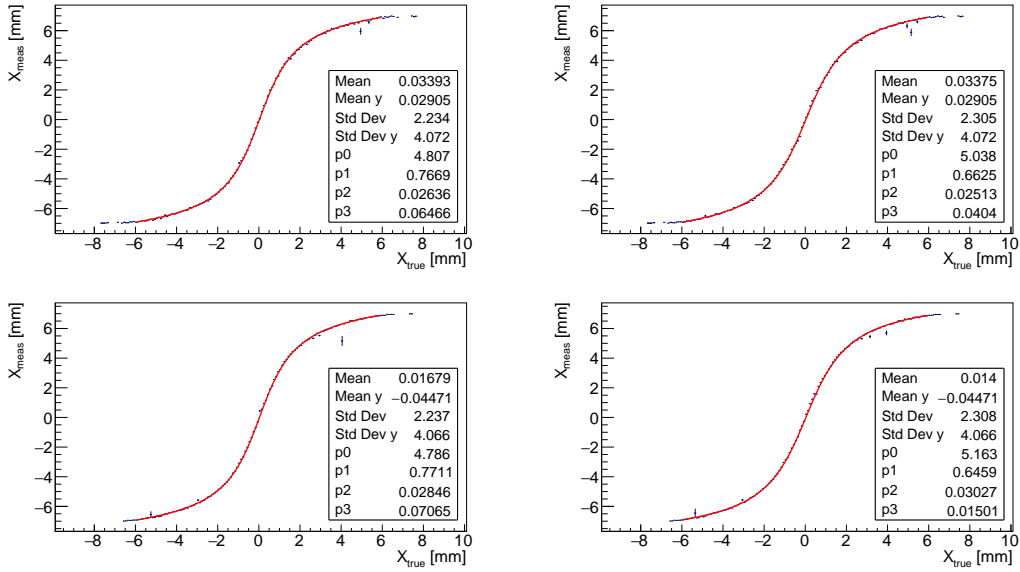 X_meas [mm]
6
4
2
0
−2
−4
−6
Mean 0.03393
Mean y 0.02905
Std Dev 2.234
Std Dev y 4.072
p0 4.807
p1 0.7669
p2 0.02636
p3 0.06466
−8 −6 −4 −2 0 2 4 6 8 10
X_true [mm]
X_meas [mm]
6
4
2
0
−2
−4
−6
Mean 0.03375
Mean y 0.02905
Std Dev 2.305
Std Dev y 4.072
p0 5.038
p1 0.6625
p2 0.02513
p3 0.0404
−8 −6 −4 −2 0 2 4 6 8 10
X_true [mm]
X_meas [mm]
6
4
2
0
−2
−4
−6
Mean 0.01679
Mean y −0.04471
Std Dev 2.237
Std Dev y 4.066
p0 4.786
p1 0.7711
p2 0.02846
p3 0.07065
−8 −6 −4 −2 0 2 4 6 8 10
X_true [mm]
X_meas [mm]
6
4
2
0
−2
−4
−6
Mean 0.014
Mean y −0.04471
Std Dev 2.308
Std Dev y 4.066
p0 5.163
p1 0.6459
p2 0.03027
p3 0.01501
−8 −6 −4 −2 0 2 4 6 8 10
X_true [mm]